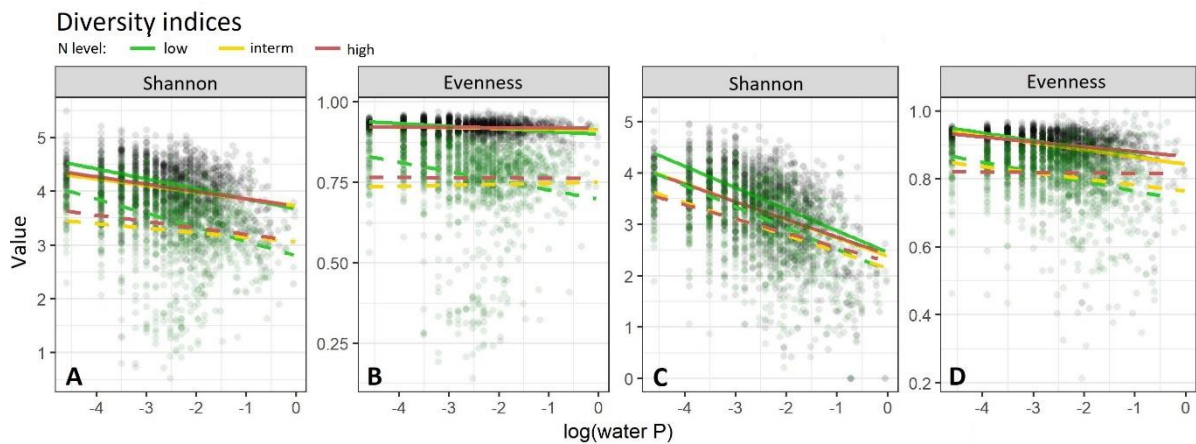 Diversity indices
N level: low interm high
Shannon Evenness Shannon Evenness
Value
5
4
3
2
1
A
-4 -3 -2 -1 0
1.00
0.75
0.50
0.25
B
-4 -3 -2 -1 0
5
4
3
2
1
0
C
-4 -3 -2 -1 0
1.0
0.8
0.6
0.4
0.2
D
-4 -3 -2 -1 0
log(water P)